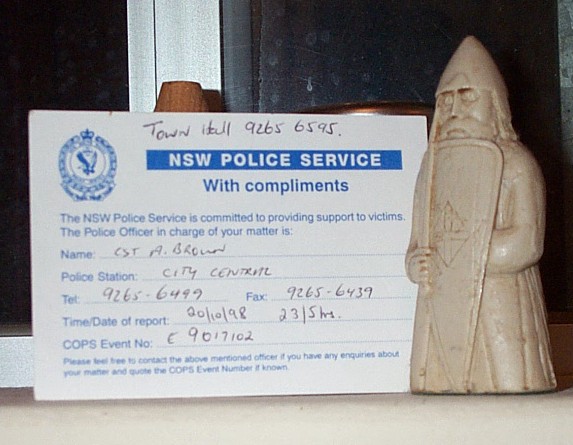 Town Hall 9265 6595.
NSW POLICE SERVICE
With compliments
The NSW Police Service is committed to providing support to victims.
The Police Officer in charge of your matter is:
Name: CST A. BROWN
Police Station: CITY CENTRAL
Tel: 9265-6499 Fax: 9265-6439
Time/Date of report: 20/10/98 2315hrs.
COPS Event No: E 9017102
Please feel free to contact the above mentioned officer if you have any enquiries about
your matter and quote the COPS Event Number if known.